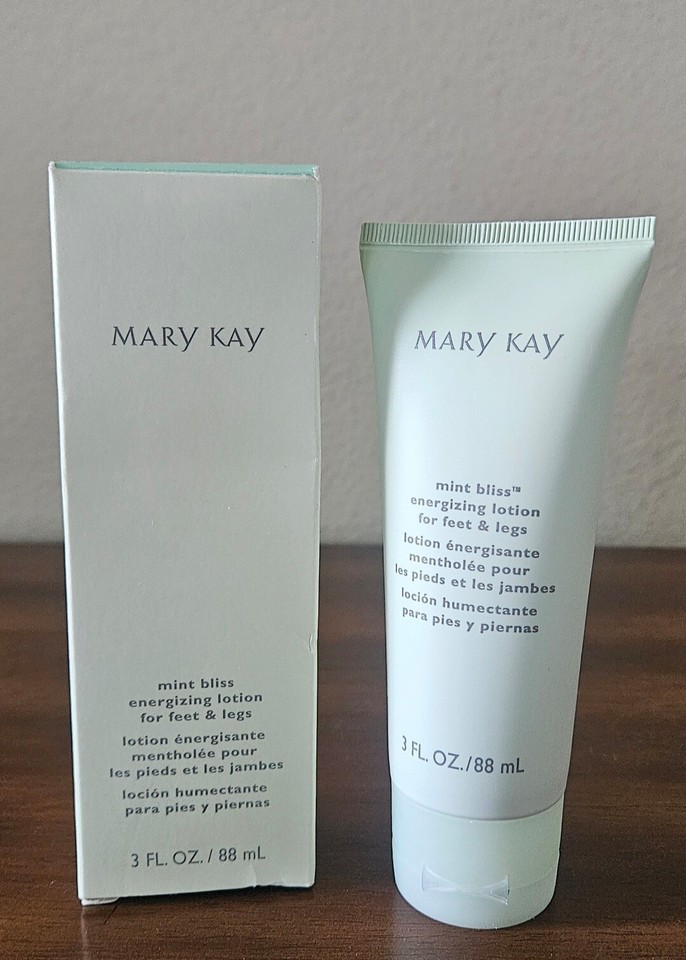 MARY KAY
mint bliss
energizing lotion
for feet & legs
lotion énergisante
mentholée pour
les pieds et les jambes
loción humectante
para pies y piernas
3 FL. OZ. / 88 mL
MARY KAY
mint bliss™
energizing lotion
for feet & legs
lotion énergisante
mentholée pour
les pieds et les jambes
loción humectante
para pies y piernas
3 FL. OZ./88 mL